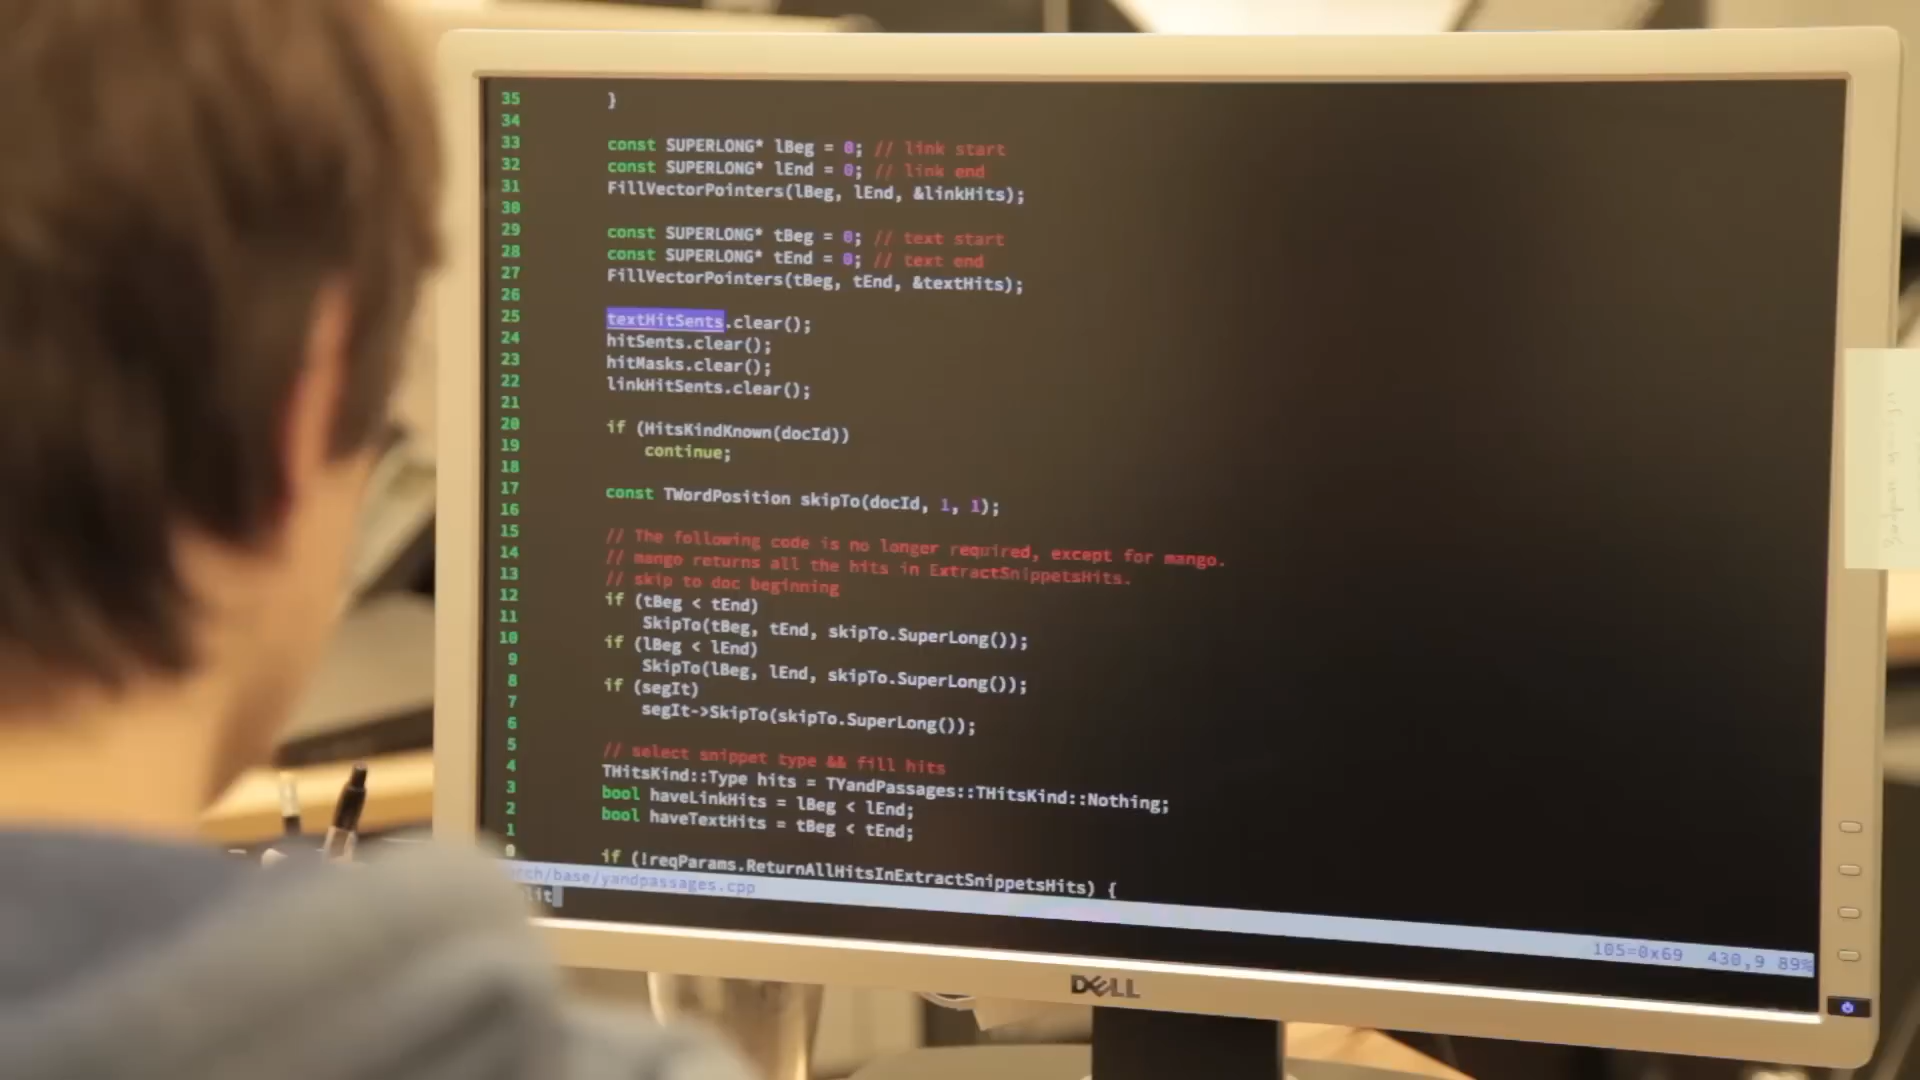 35 }
34
33 const SUPERLONG* lBeg = 0; // link start
32 const SUPERLONG* lEnd = 0; // link end
31 FillVectorPointers(lBeg, lEnd, &linkHits);
30
29 const SUPERLONG* tBeg = 0; // text start
28 const SUPERLONG* tEnd = 0; // text end
27 FillVectorPointers(tBeg, tEnd, &textHits);
26
25 textHitSents.clear();
24 hitSents.clear();
23 hitMasks.clear();
22 linkHitSents.clear();
21
20 if (HitsKindKnown(docId))
19 continue;
18
17 const TWordPosition skipTo(docId, 1, 1);
16
15 // The following code is no longer required, except for mango.
14 // mango returns all the hits in ExtractSnippetsHits.
13 // skip to doc beginning
12 if (tBeg < tEnd)
11 SkipTo(tBeg, tEnd, skipTo.SuperLong());
10 if (lBeg < lEnd)
9 SkipTo(lBeg, lEnd, skipTo.SuperLong());
8 if (segIt)
7 segIt->SkipTo(skipTo.SuperLong());
6
5 // select snippet type && fill hits
4 THitsKind::Type hits = TYandPassages::THitsKind::Nothing;
3 bool haveLinkHits = lBeg < lEnd;
2 bool haveTextHits = tBeg < tEnd;
1
0 if (!reqParams.ReturnAllHitsInExtractSnippetsHits) {
rch/base/yandpassages.cpp 105=0x69 430,9 89%
lit
DELL